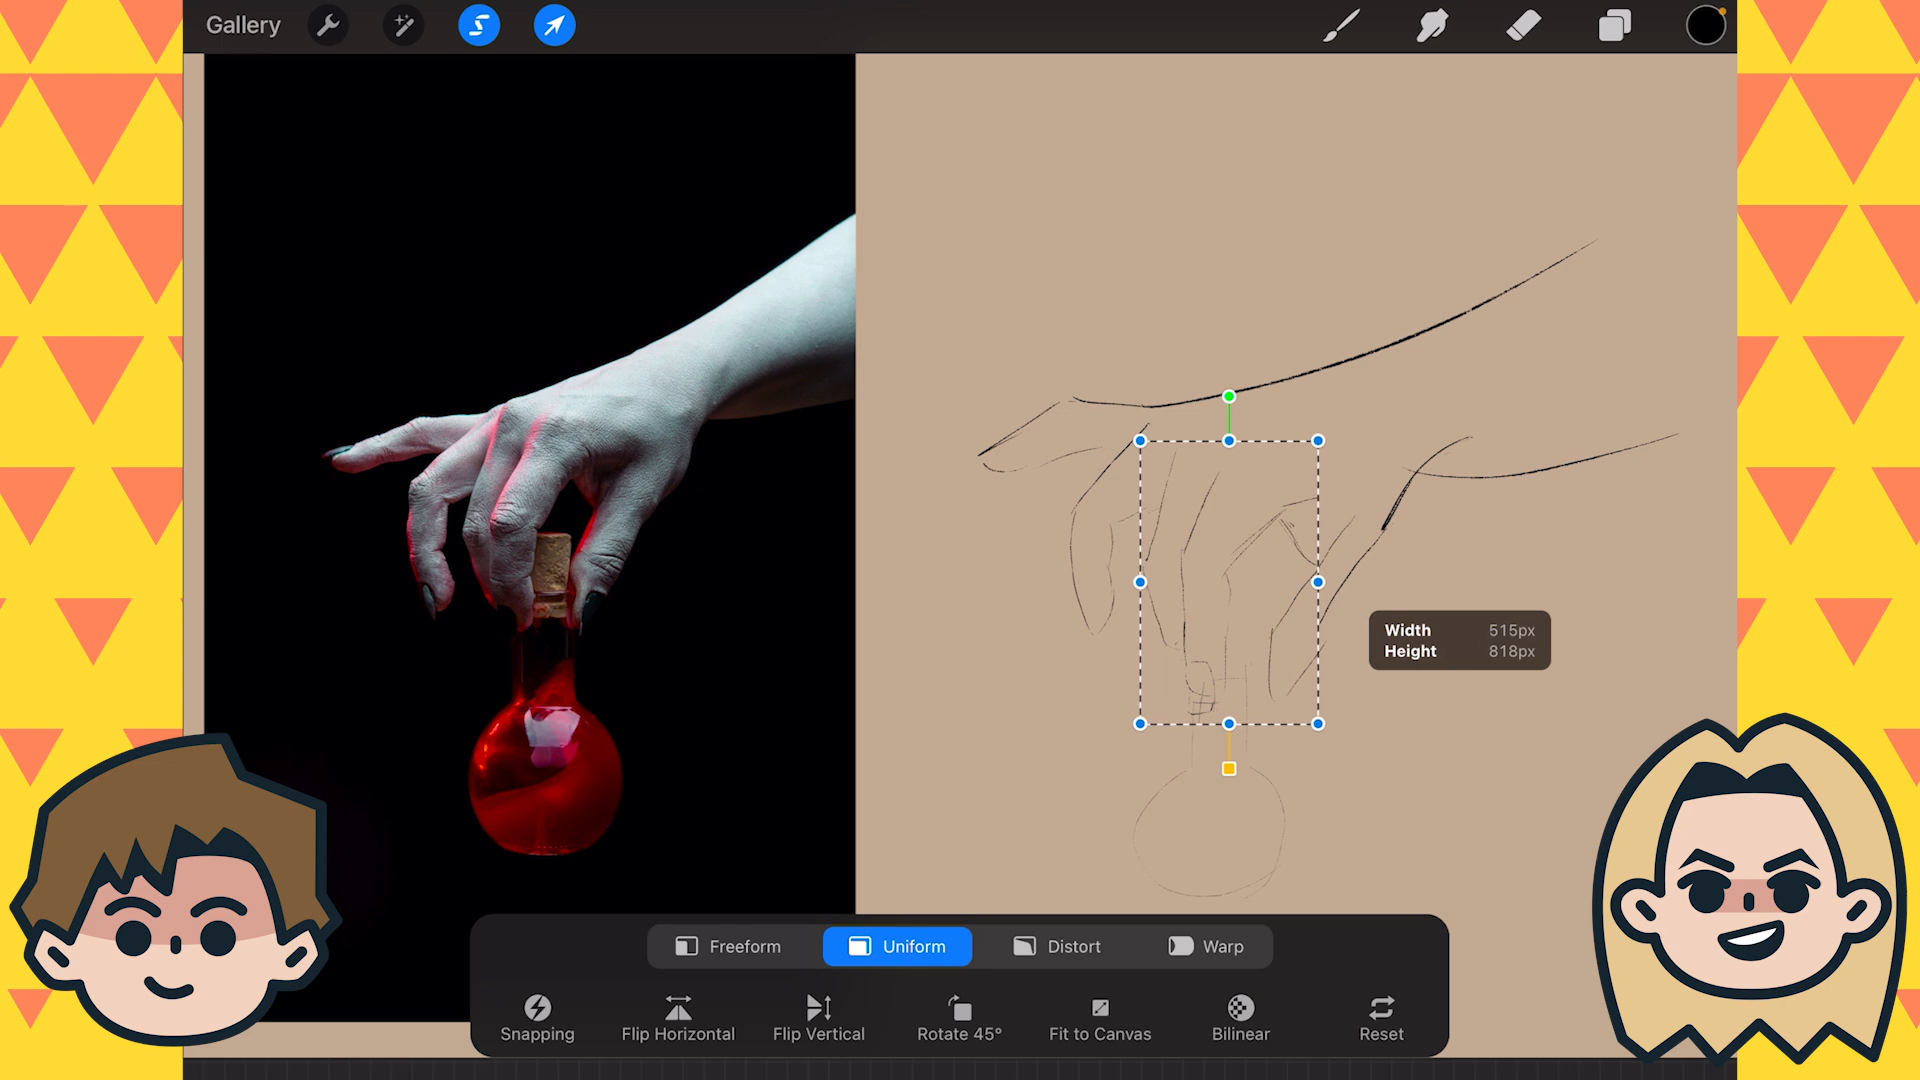 Gallery
Width 515px
Height 818px
Freeform Uniform Distort Warp
Snapping Flip Horizontal Flip Vertical Rotate 45° Fit to Canvas Bilinear Reset